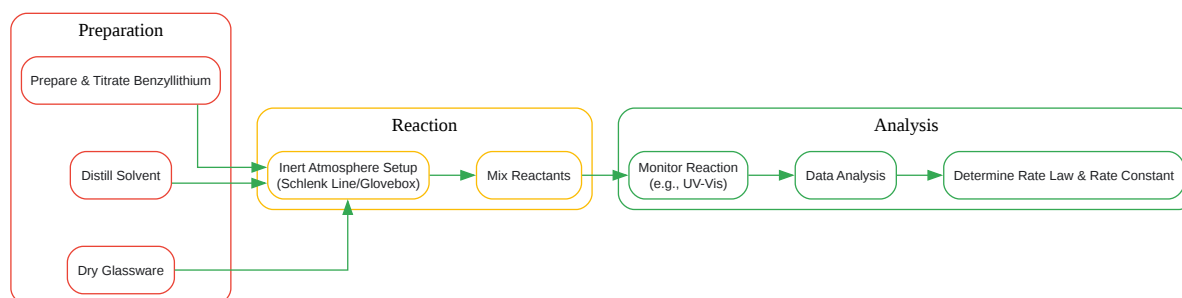 Preparation
Prepare & Titrate Benzyllithium
Distill Solvent
Dry Glassware
Reaction
Inert Atmosphere Setup
(Schlenk Line/Glovebox)
Mix Reactants
Analysis
Monitor Reaction
(e.g., UV-Vis)
Data Analysis
Determine Rate Law & Rate Constant